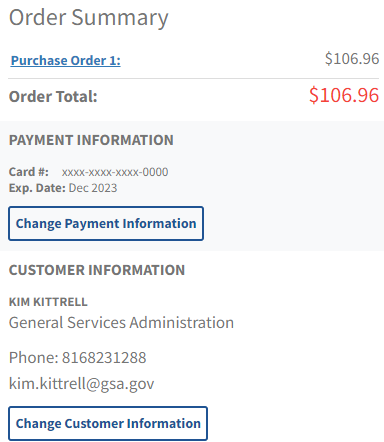 Order Summary
Purchase Order 1: $106.96
Order Total: $106.96
PAYMENT INFORMATION
Card #: xxxx-xxxx-xxxx-0000
Exp. Date: Dec 2023
Change Payment Information
CUSTOMER INFORMATION
KIM KITTRELL
General Services Administration
Phone: 8168231288
kim.kittrell@gsa.gov
Change Customer Information